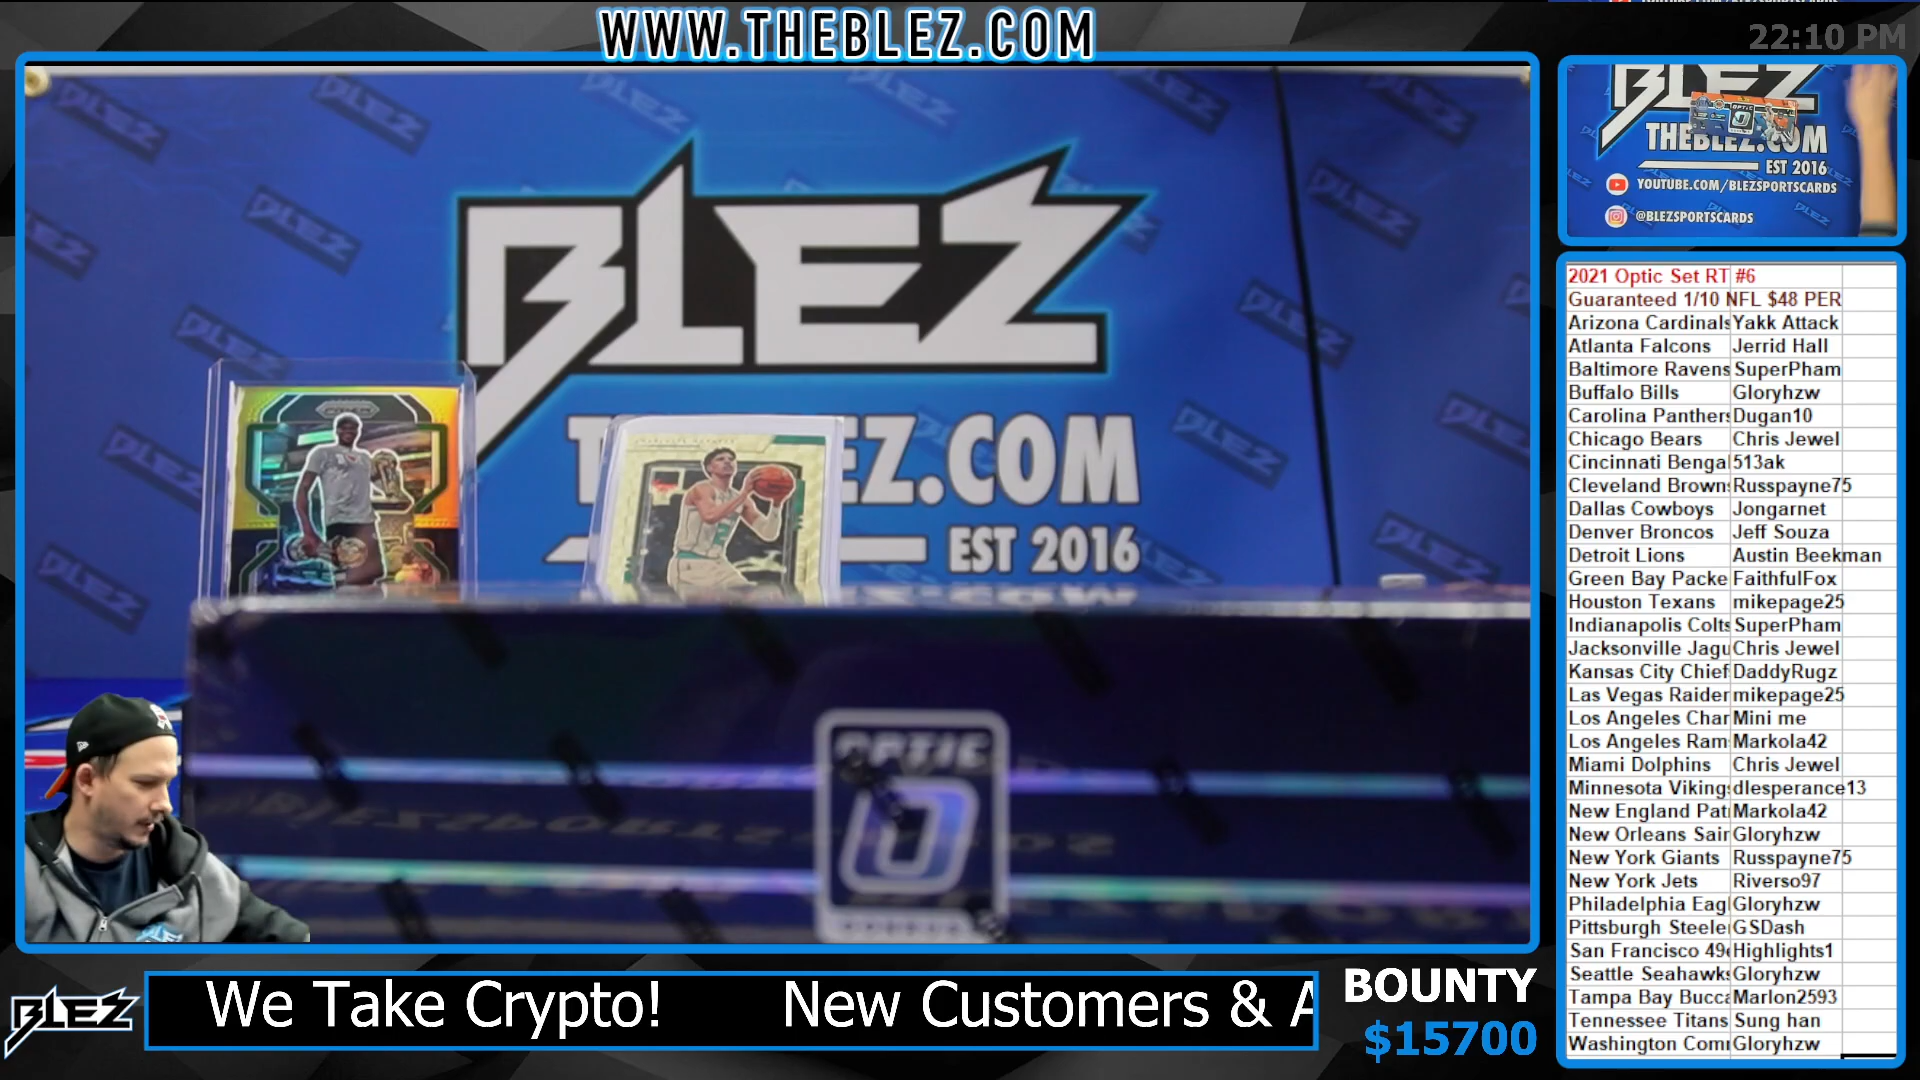 WWW.THEBLEZ.COM
22:10 PM
BLEZ
.COM
EST 2016
BLEZ
THEBLEZ.COM
EST 2016
YOUTUBE.COM/BLEZSPORTSCARDS
@BLEZSPORTSCARDS
OPTIC
2021 Optic Set RT #6
Guaranteed 1/10 NFL $48 PER
Arizona Cardinals Yakk Attack
Atlanta Falcons Jerrid Hall
Baltimore Ravens SuperPham
Buffalo Bills Gloryhzw
Carolina Panthers Dugan10
Chicago Bears Chris Jewel
Cincinnati Bengal 513ak
Cleveland Browns Russpayne75
Dallas Cowboys Jongarnet
Denver Broncos Jeff Souza
Detroit Lions Austin Beekman
Green Bay Packe FaithfulFox
Houston Texans mikepage25
Indianapolis Colts SuperPham
Jacksonville Jagu Chris Jewel
Kansas City Chief DaddyRugz
Las Vegas Raider mikepage25
Los Angeles Char Mini me
Los Angeles Ram Markola42
Miami Dolphins Chris Jewel
Minnesota Viking dlesperance13
New England Pat Markola42
New Orleans Sain Gloryhzw
New York Giants Russpayne75
New York Jets Riverso97
Philadelphia Eagl Gloryhzw
Pittsburgh Steele GSDash
San Francisco 49 Highlights1
Seattle Seahawks Gloryhzw
Tampa Bay Bucca Marlon2593
Tennessee Titans Sung han
Washington Com Gloryhzw
OPTIC
BLEZ
We Take Crypto! New Customers & A
BOUNTY
$15700